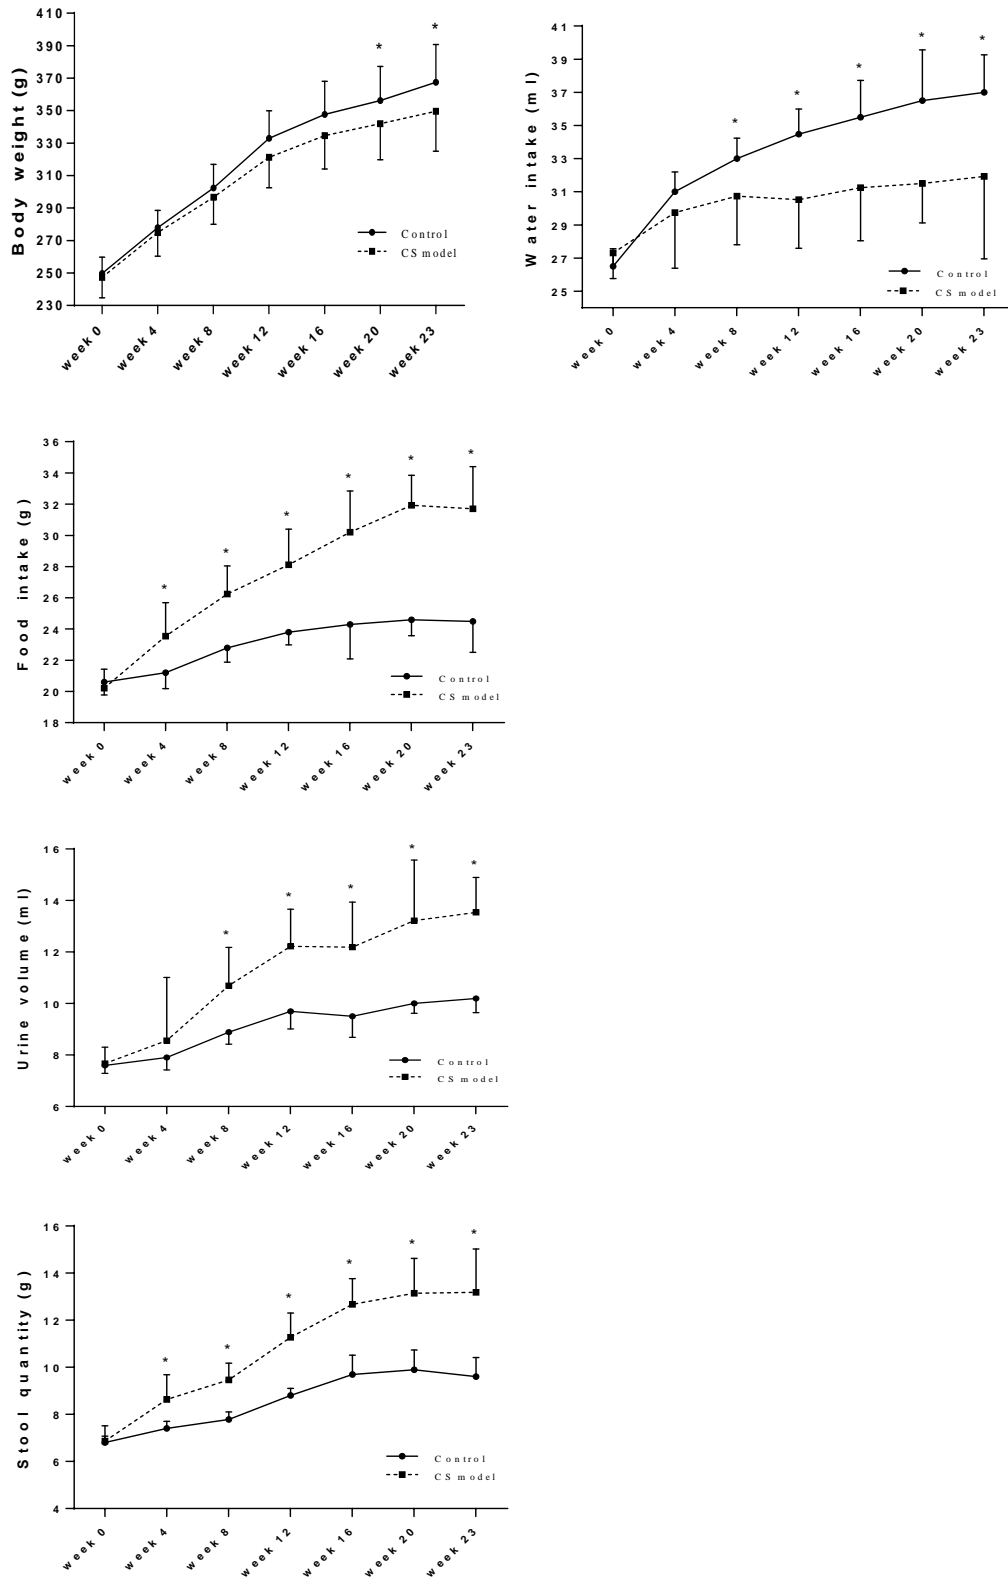 Body weight (g)
410
390
370
350
330
310
290
270
250
230
*
*
Control
CS model
week 0
week 4
week 8
week 12
week 16
week 20
week 23
Water intake (ml)
41
39
37
35
33
31
29
27
25
*
*
*
*
*
Control
CS model
week 0
week 4
week 8
week 12
week 16
week 20
week 23
Food intake (g)
36
34
32
30
28
26
24
22
20
18
*
*
*
*
*
*
Control
CS model
week 0
week 4
week 8
week 12
week 16
week 20
week 23
Urine volume (ml)
16
14
12
10
8
6
*
*
*
*
*
Control
CS model
week 0
week 4
week 8
week 12
week 16
week 20
week 23
Stool quantity (g)
16
14
12
10
8
6
4
*
*
*
*
*
*
Control
CS model
week 0
week 4
week 8
week 12
week 16
week 20
week 23